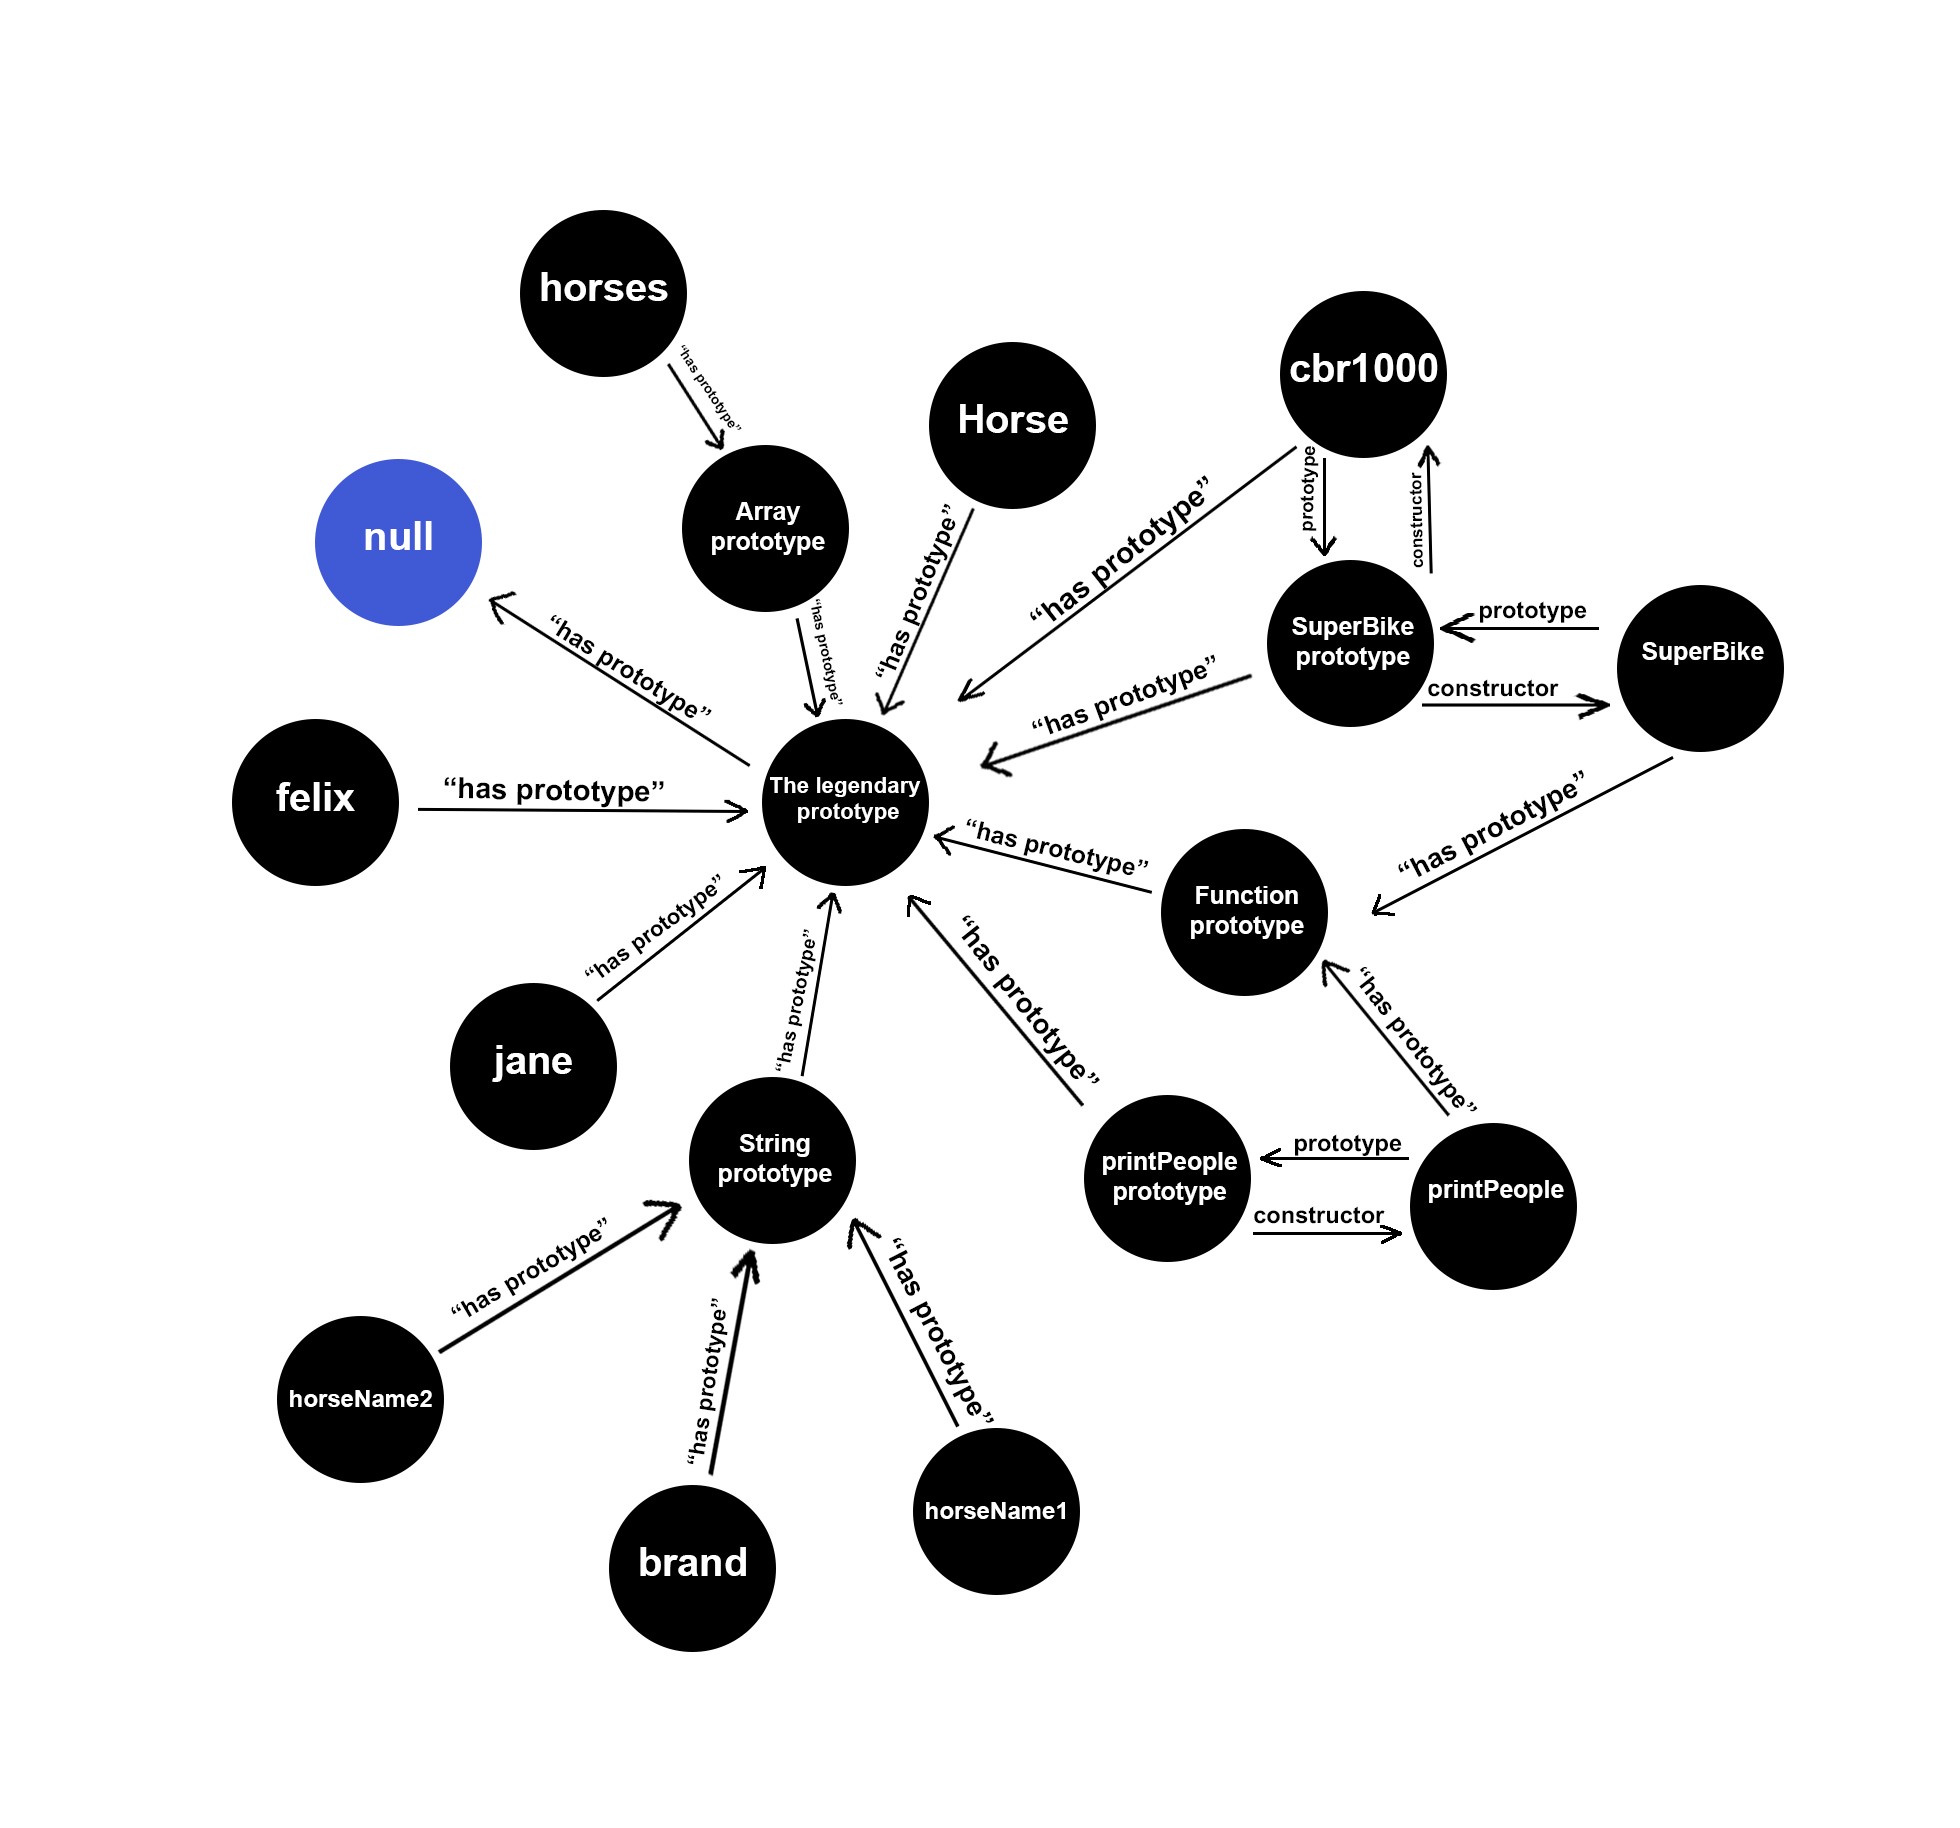 horses
“has prototype”
cbr1000
Horse
“has prototype”
prototype
constructor
“has prototype”
Array
prototype
null
“has prototype”
“has prototype”
“has prototype”
SuperBike
prototype
prototype
constructor
SuperBike
“has prototype”
felix
“has prototype”
The legendary
prototype
“has prototype”
“has prototype”
Function
prototype
“has prototype”
jane
“has prototype”
“has prototype”
“has prototype”
String
prototype
printPeople
prototype
prototype
constructor
printPeople
“has prototype”
“has prototype”
“has prototype”
horseName2
brand
horseName1